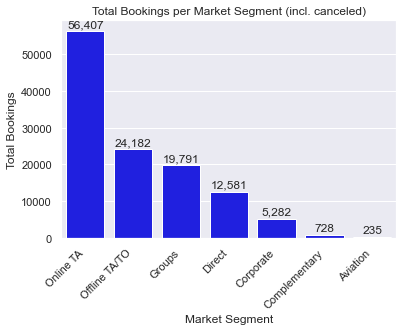 Total Bookings per Market Segment (incl. canceled)
Total Bookings
50000
40000
30000
20000
10000
0
56,407
24,182
19,791
12,581
5,282
728
235
Online TA
Offline TA/TO
Groups
Direct
Corporate
Complementary
Aviation
Market Segment